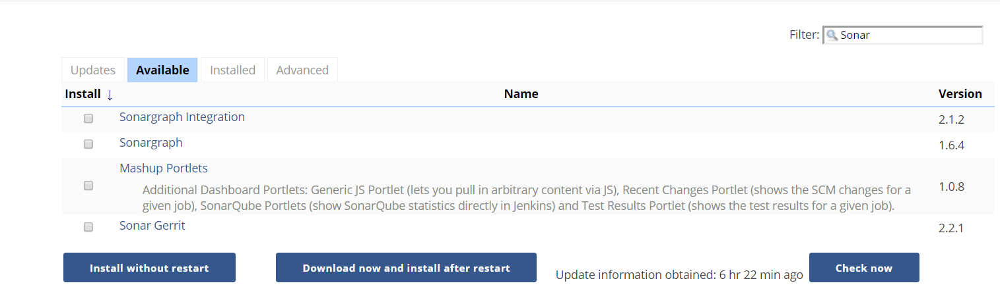 Filter: Sonar
Updates Available Installed Advanced
Install ↓ Name Version
Sonargraph Integration 2.1.2
Sonargraph 1.6.4
Mashup Portlets
Additional Dashboard Portlets: Generic JS Portlet (lets you pull in arbitrary content via JS), Recent Changes Portlet (shows the SCM changes for a
given job), SonarQube Portlets (show SonarQube statistics directly in Jenkins) and Test Results Portlet (shows the test results for a given job).
1.0.8
Sonar Gerrit 2.2.1
Install without restart Download now and install after restart Update information obtained: 6 hr 22 min ago Check now